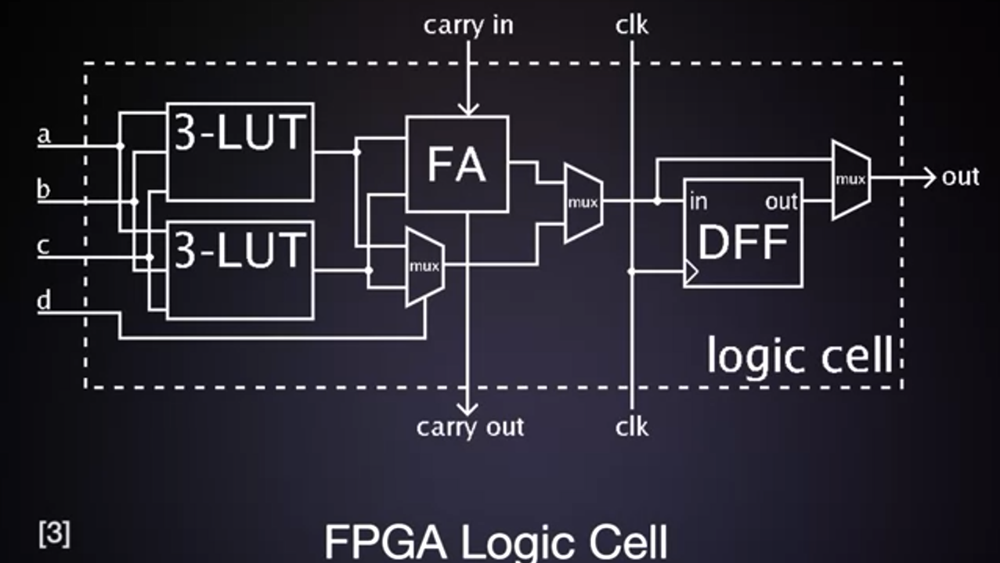 carry in
clk
a
b
c
d
3-LUT
3-LUT
FA
mux
mux
in
out
DFF
mux
out
logic cell
carry out
clk
[3]
FPGA Logic Cell